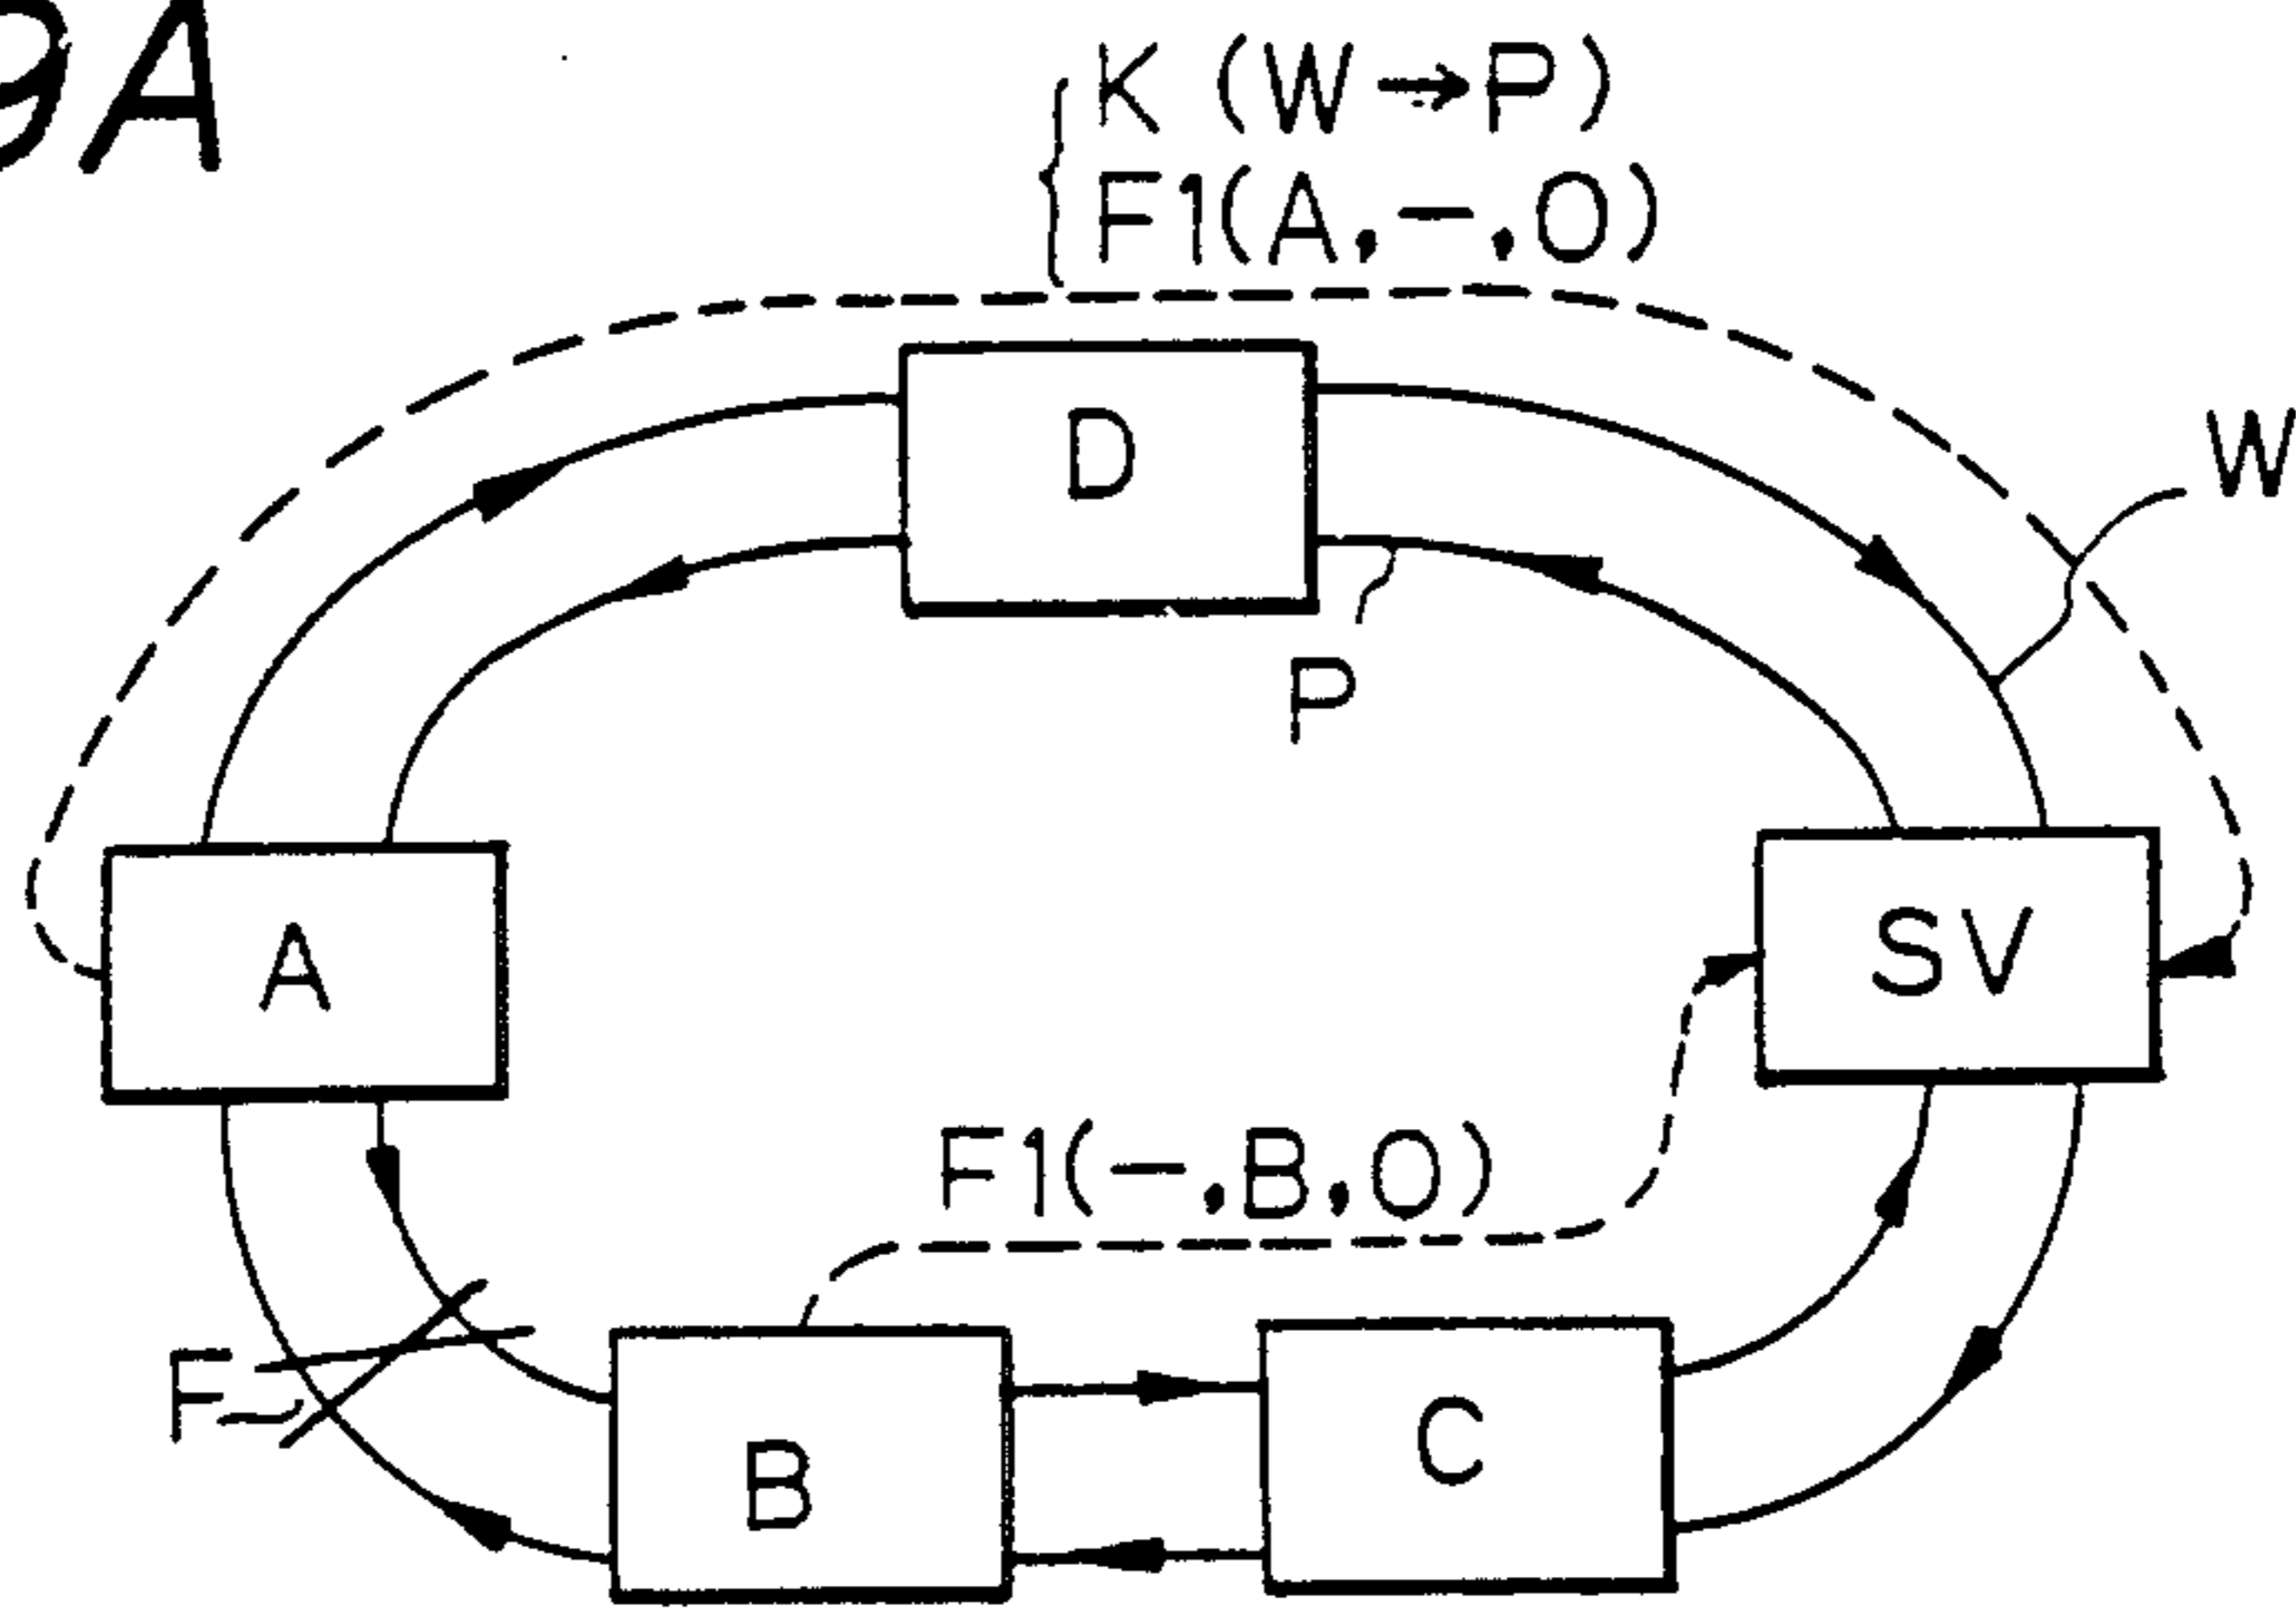 9A
K (W→P)
F1(A,-,0)
D
W
P
A
SV
F1(-,B,0)
F
B
C